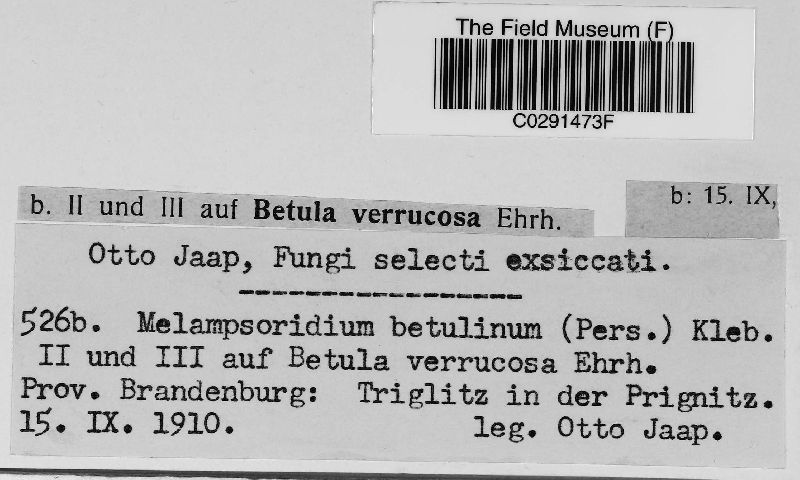 The Field Museum (F)
C0291473F
b. II und III auf Betula verrucosa Ehrh.
b: 15. IX,
Otto Jaap, Fungi selecti exsiccati.
526b. Melampsoridium betulinum (Pers.) Kleb.
II und III auf Betula verrucosa Ehrh.
Prov. Brandenburg: Triglitz in der Prignitz.
15. IX. 1910. leg. Otto Jaap.